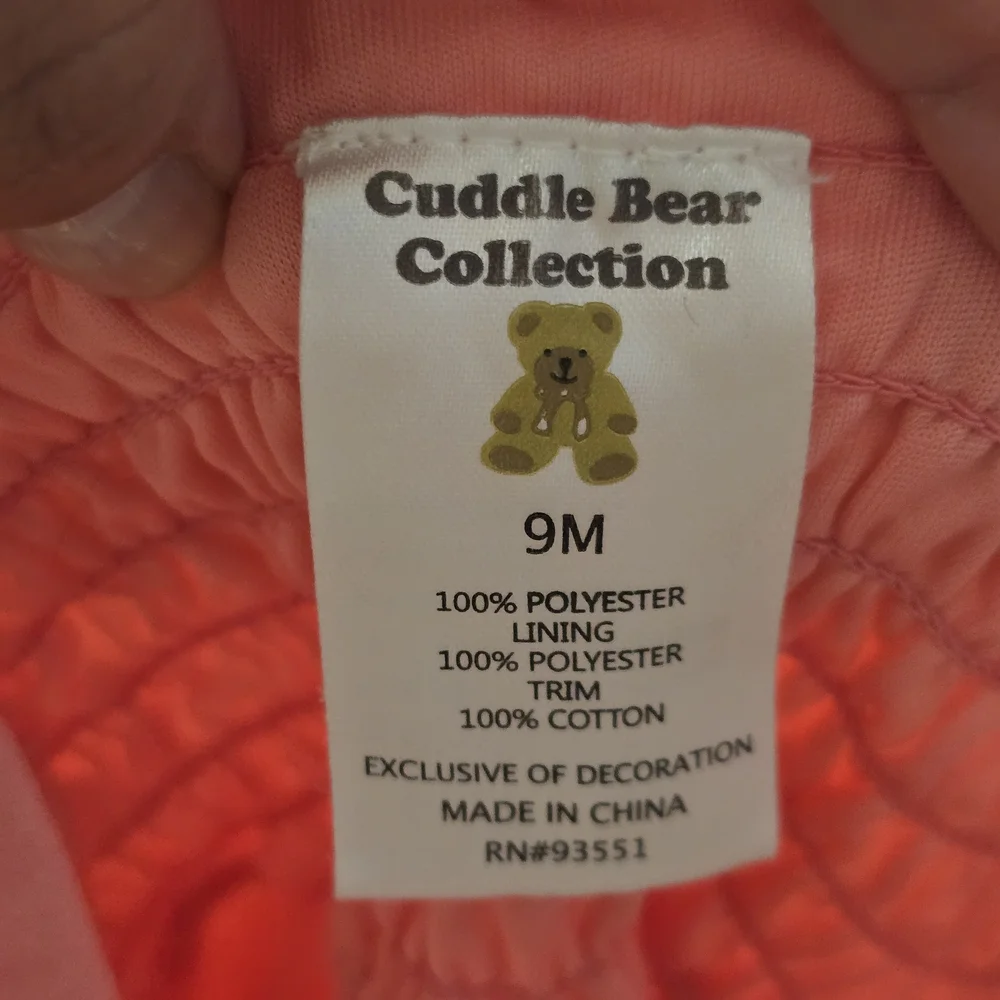 Cuddle Bear
Collection
9M
100% POLYESTER
LINING
100% POLYESTER
TRIM
100% COTTON
EXCLUSIVE OF DECORATION
MADE IN CHINA
RN#93551